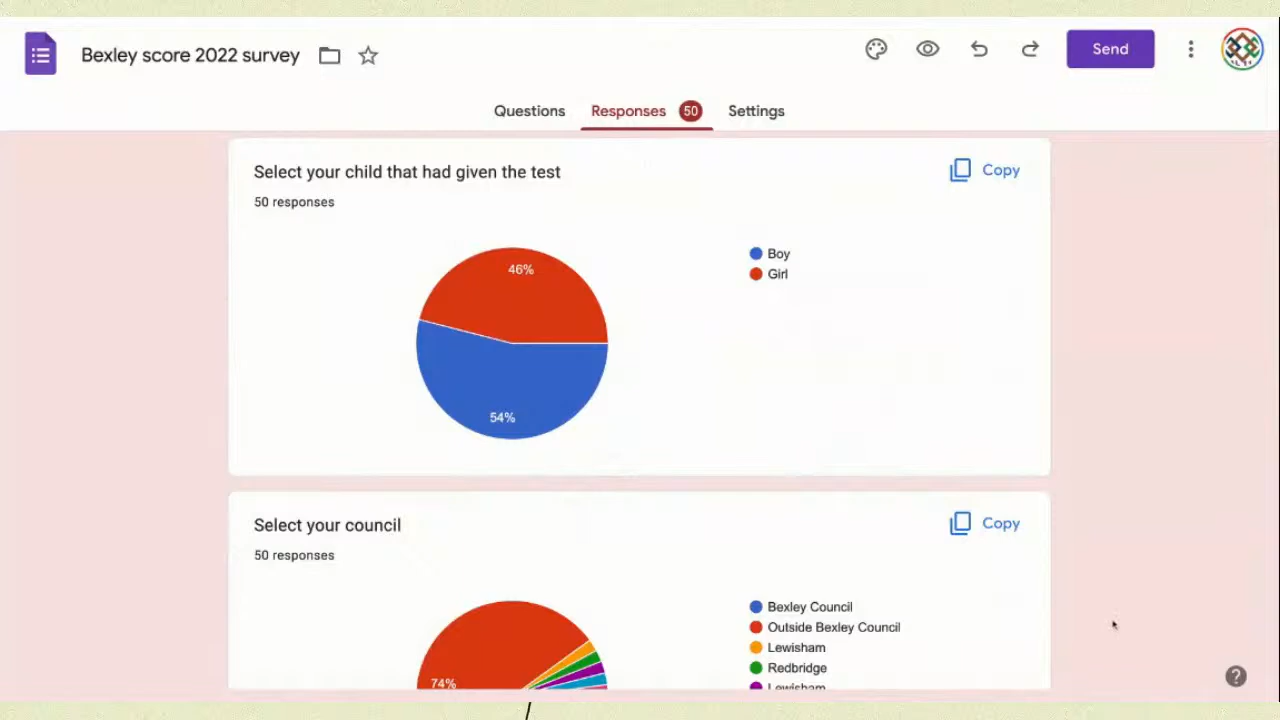 Bexley score 2022 survey
Send
Questions
Responses
50
Settings
Select your child that had given the test
Copy
50 responses
46%
54%
Boy
Girl
Select your council
Copy
50 responses
74%
Bexley Council
Outside Bexley Council
Lewisham
Redbridge
Lewisham